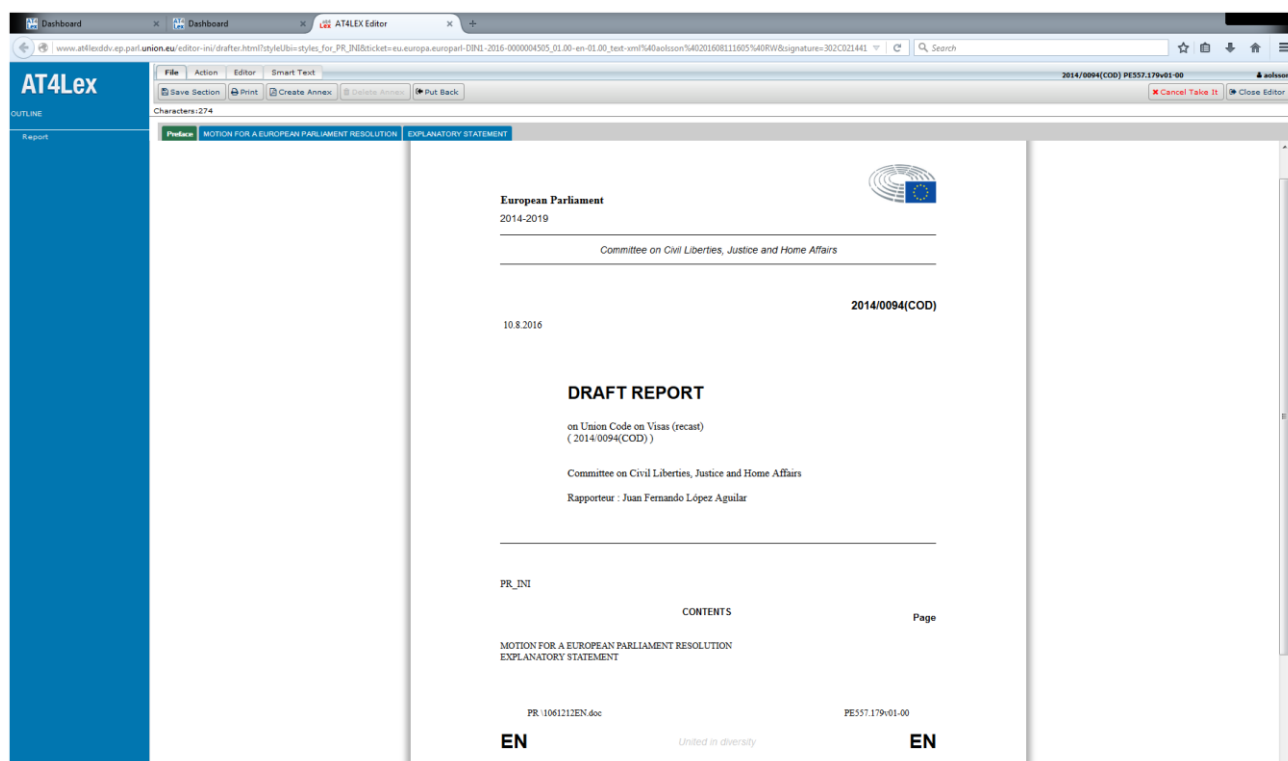 Dashboard × Dashboard × AT4LEX Editor × +
www.at4lexddv.ep.parl.union.eu/editor-ini/drafter.html?styleUbi=styles_for_PR_INI&ticket=eu.europa.europarl-DIN1-2016-0000004505_01.00-en-01.00_text-xml%40aolsson%40201608111605%40RW&signature=302C021441 Search
AT4Lex
File Action Editor Smart Text
2014/0094(COD) PE557.179v01-00 aolsson
Save Section Print Create Annex Delete Annex Put Back
Cancel Take It Close Editor
OUTLINE
Characters:274
Report
Preface MOTION FOR A EUROPEAN PARLIAMENT RESOLUTION EXPLANATORY STATEMENT
European Parliament
2014-2019
Committee on Civil Liberties, Justice and Home Affairs
2014/0094(COD)
10.8.2016
DRAFT REPORT
on Union Code on Visas (recast)
( 2014/0094(COD) )
Committee on Civil Liberties, Justice and Home Affairs
Rapporteur : Juan Fernando López Aguilar
PR_INI
CONTENTS
Page
MOTION FOR A EUROPEAN PARLIAMENT RESOLUTION
EXPLANATORY STATEMENT
PR \1061212EN.doc PE557.179v01-00
EN United in diversity EN